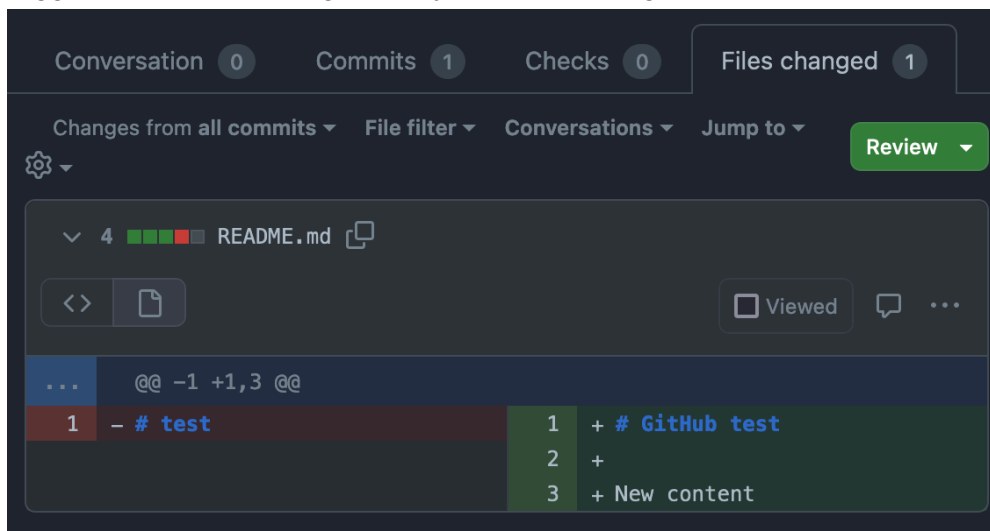 Conversation 0 Commits 1 Checks 0 Files changed 1
Changes from all commits File filter Conversations Jump to
Review
4 README.md
<> Viewed ...
... @@ -1 +1,3 @@
1 – # test 1 + # GitHub test
2 +
3 + New content